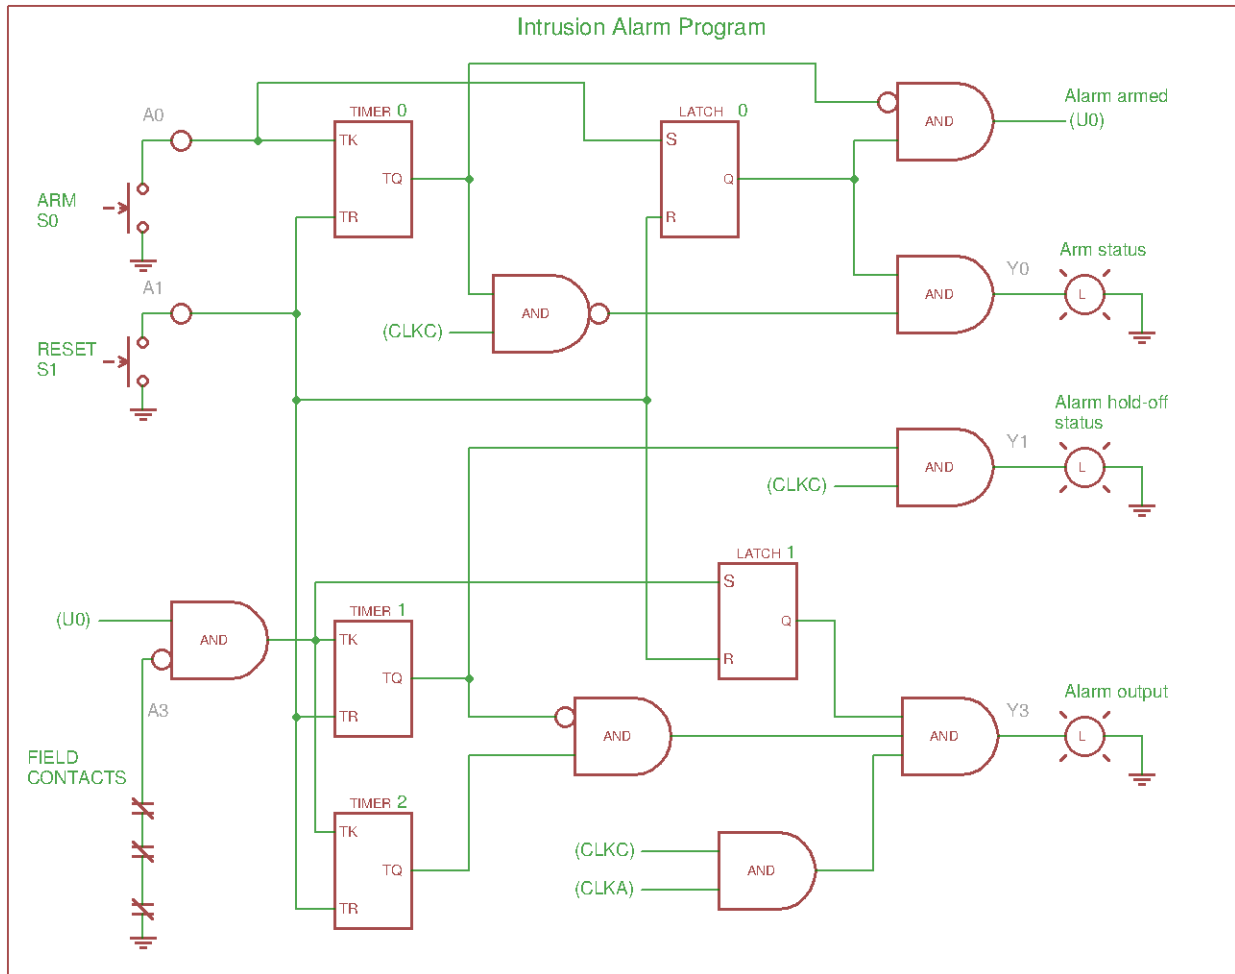 Intrusion Alarm Program
A0
TIMER 0
LATCH 0
Alarm armed
(U0)
AND
TK
S
TQ
Q
ARM
S0
TR
R
Arm status
Y0
A1
AND
L
AND
(CLKC)
RESET
S1
Alarm hold-off
status
Y1
AND
L
(CLKC)
LATCH 1
S
(U0)
AND
TIMER 1
TK
Q
R
TQ
Alarm output
A3
TR
Y3
AND
AND
L
FIELD
CONTACTS
TIMER 2
TK
(CLKC)
TQ
AND
(CLKA)
TR